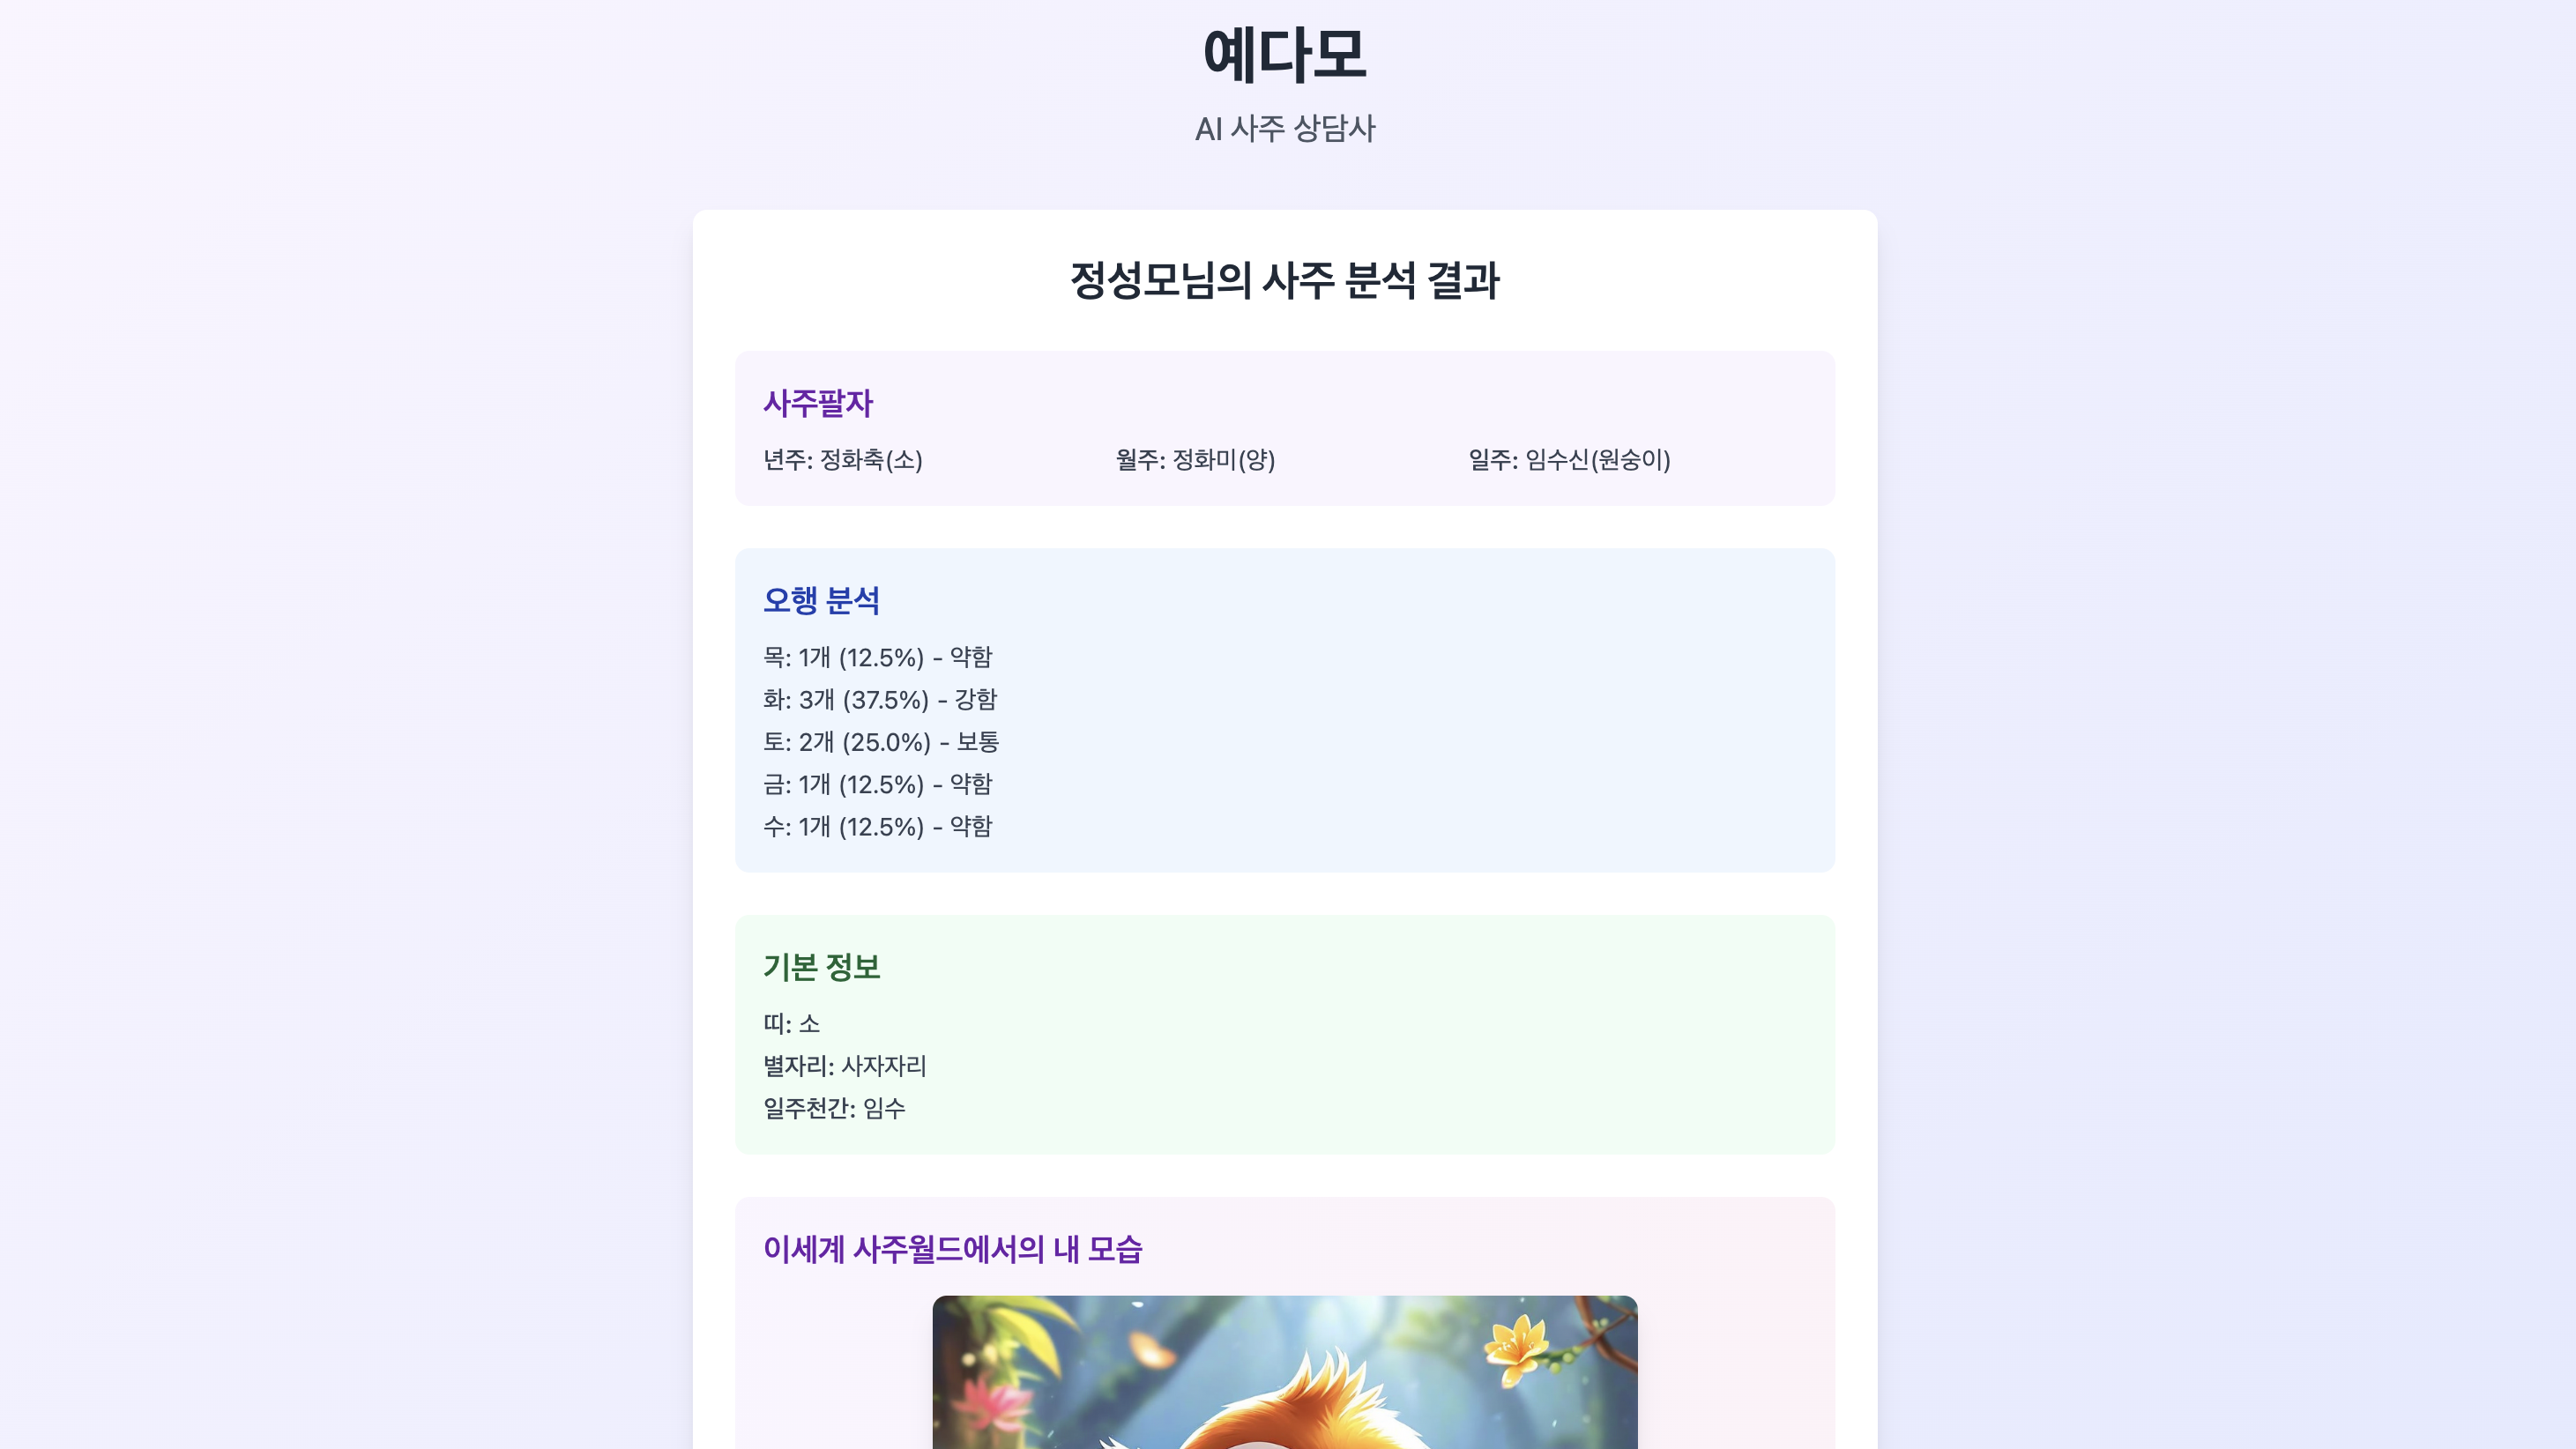 예다모
AI 사주 상담사
정성모님의 사주 분석 결과
사주팔자
년주: 정화축(소) 월주: 정화미(양) 일주: 임수신(원숭이)
오행 분석
목: 1개 (12.5%) - 약함
화: 3개 (37.5%) - 강함
토: 2개 (25.0%) - 보통
금: 1개 (12.5%) - 약함
수: 1개 (12.5%) - 약함
기본 정보
띠: 소
별자리: 사자자리
일주천간: 임수
이세계 사주월드에서의 내 모습